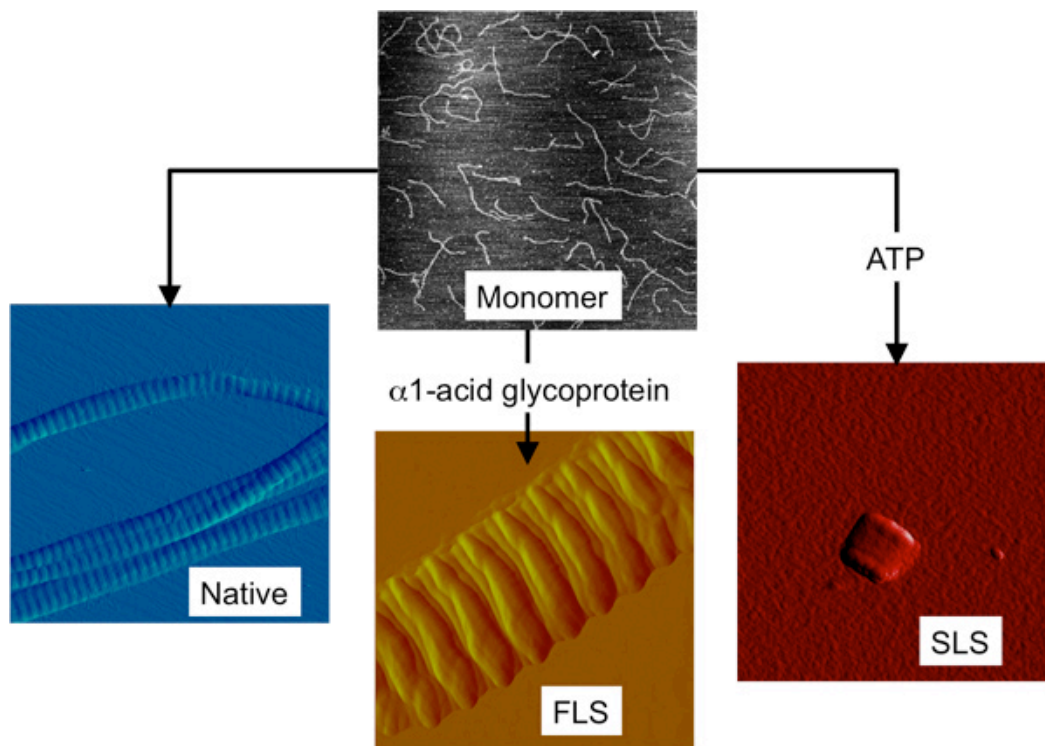 Monomer
ATP
α1-acid glycoprotein
Native
SLS
FLS